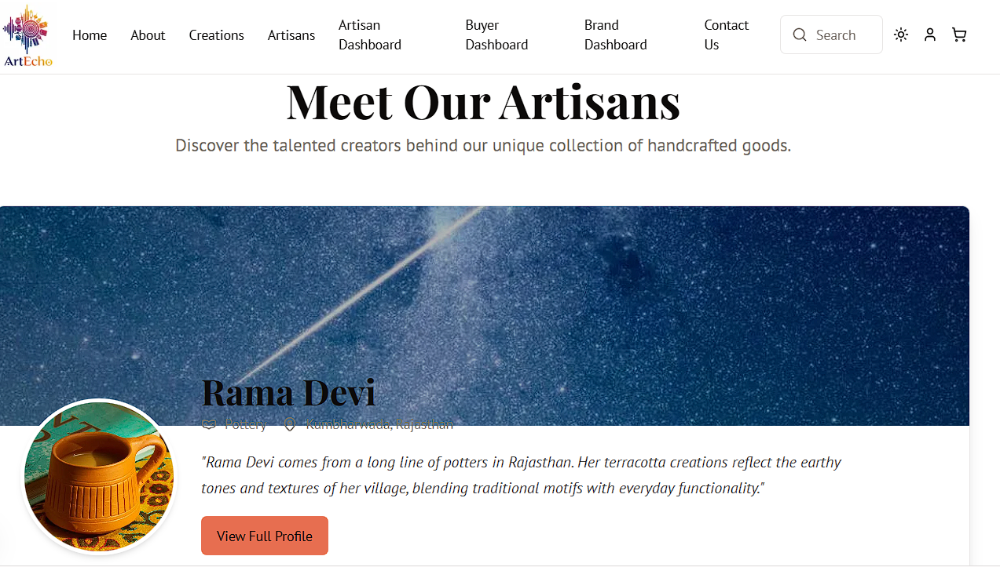 ArtEcho
Home
About
Creations
Artisans
Artisan
Dashboard
Buyer
Dashboard
Brand
Dashboard
Contact
Us
Search
Meet Our Artisans
Discover the talented creators behind our unique collection of handcrafted goods.
Rama Devi
Pottery
Kumbharwada, Rajasthan
"Rama Devi comes from a long line of potters in Rajasthan. Her terracotta creations reflect the earthy
tones and textures of her village, blending traditional motifs with everyday functionality."
View Full Profile